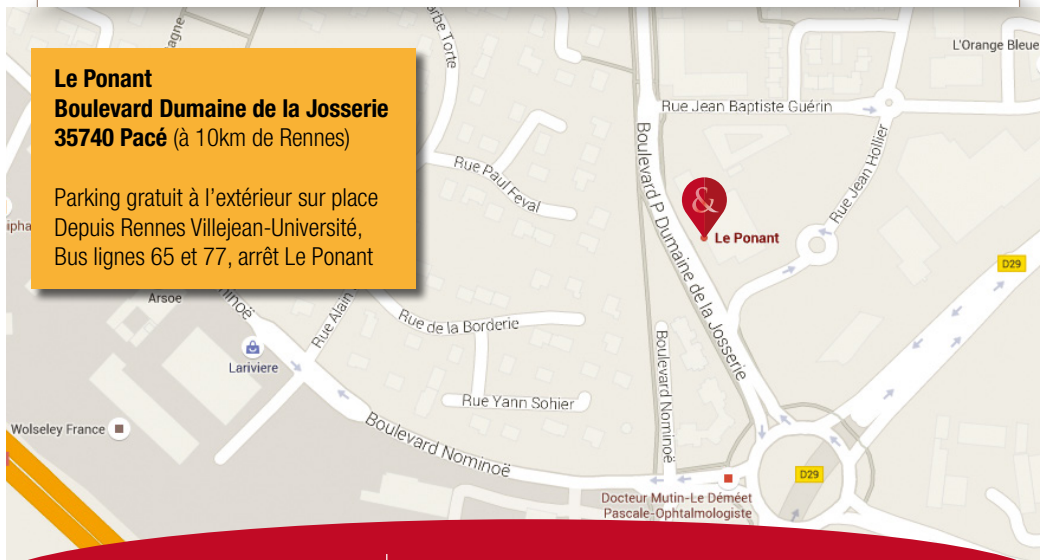 Le Ponant
Boulevard Dumaine de la Josserie
35740 Pacé (à 10km de Rennes)
Parking gratuit à l'extérieur sur place
Depuis Rennes Villejean-Université,
Bus lignes 65 et 77, arrêt Le Ponant
L'Orange Bleue
Rue Jean Baptiste Guérin
Rue Jean Hollier
Boulevard P Dumaine de la Josserie
&
Le Ponant
D29
Rue Paul Feval
Arsoe
Rue Alain
Rue de la Borderie
Lariviere
Boulevard Nominoë
Rue Yann Sohier
Wolseley France
Boulevard Nominoë
D29
Docteur Mutin-Le Déméet
Pascale-Ophtalmologiste